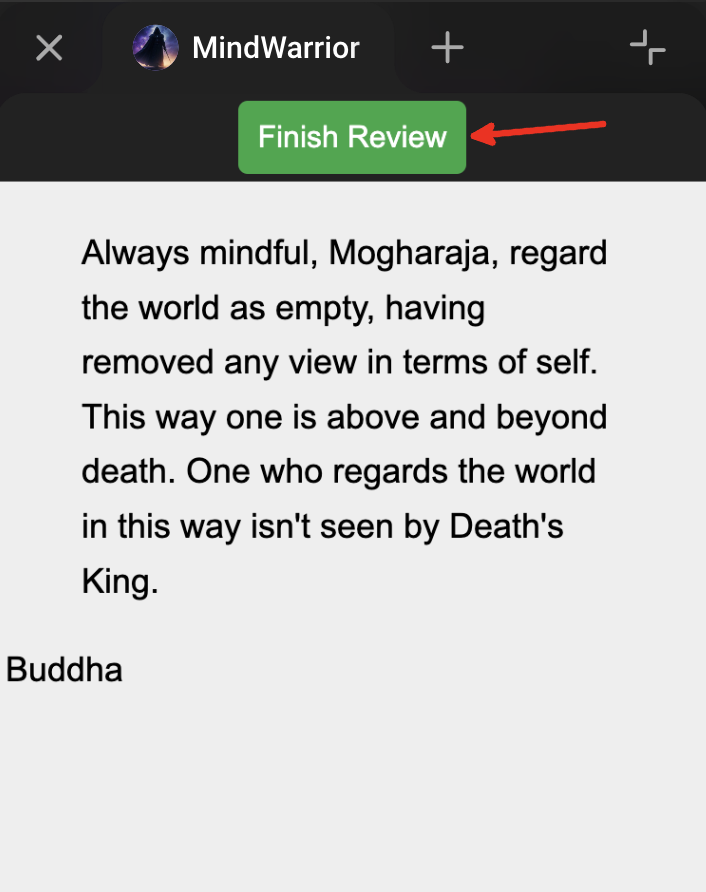 MindWarrior
Finish Review
Always mindful, Mogharaja, regard
the world as empty, having
removed any view in terms of self.
This way one is above and beyond
death. One who regards the world
in this way isn't seen by Death's
King.
Buddha